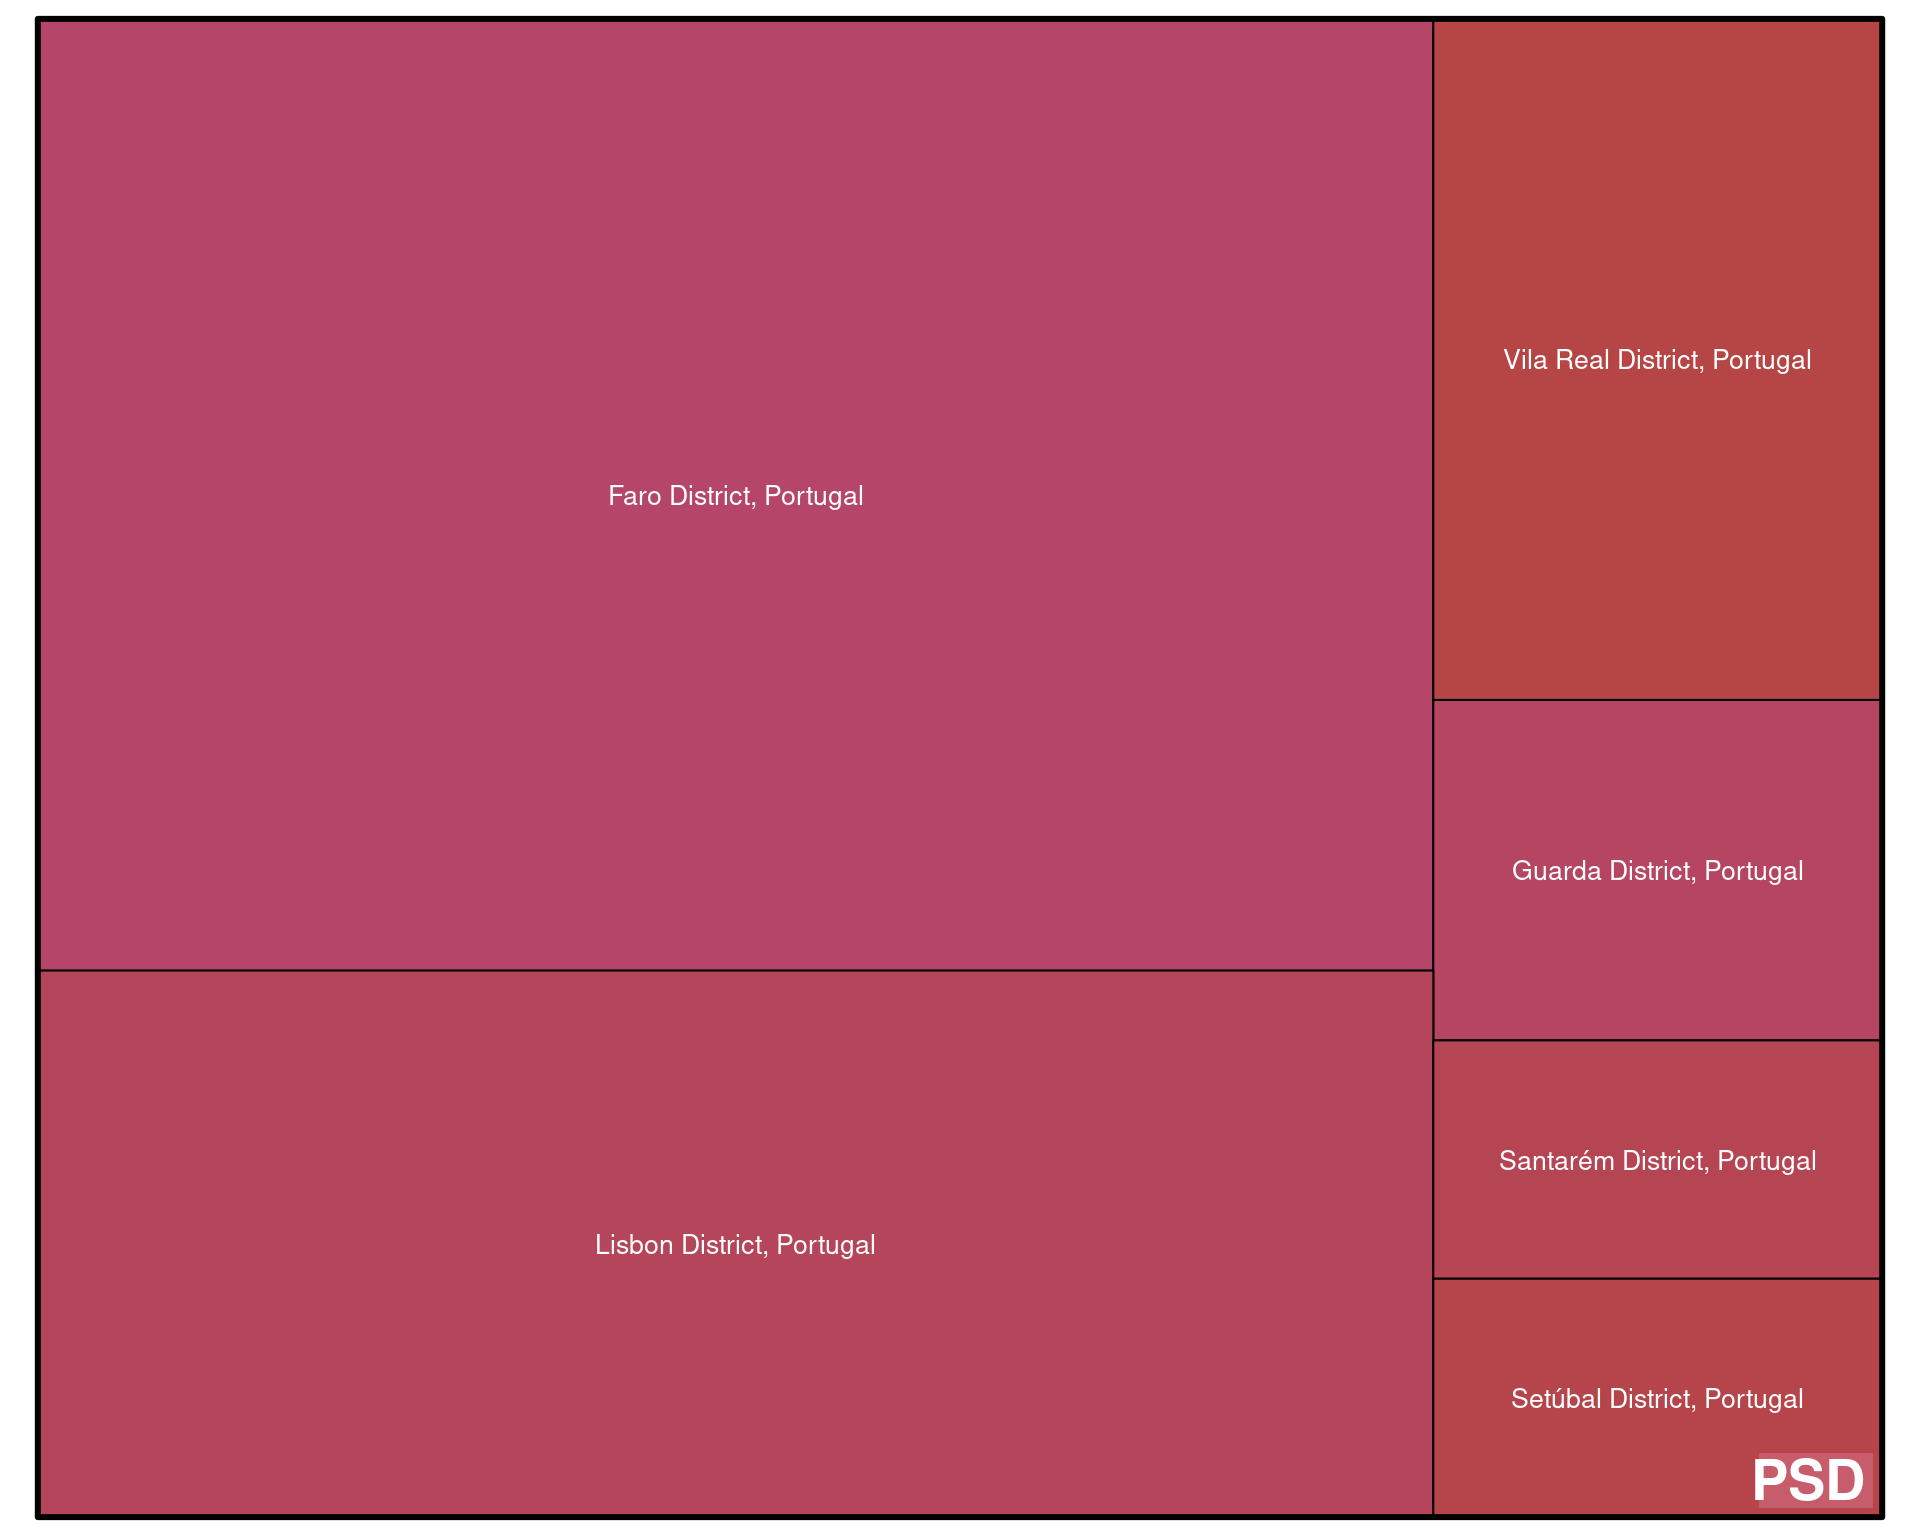 Faro District, Portugal
Lisbon District, Portugal
Vila Real District, Portugal
Guarda District, Portugal
Santarém District, Portugal
Setúbal District, Portugal
PSD